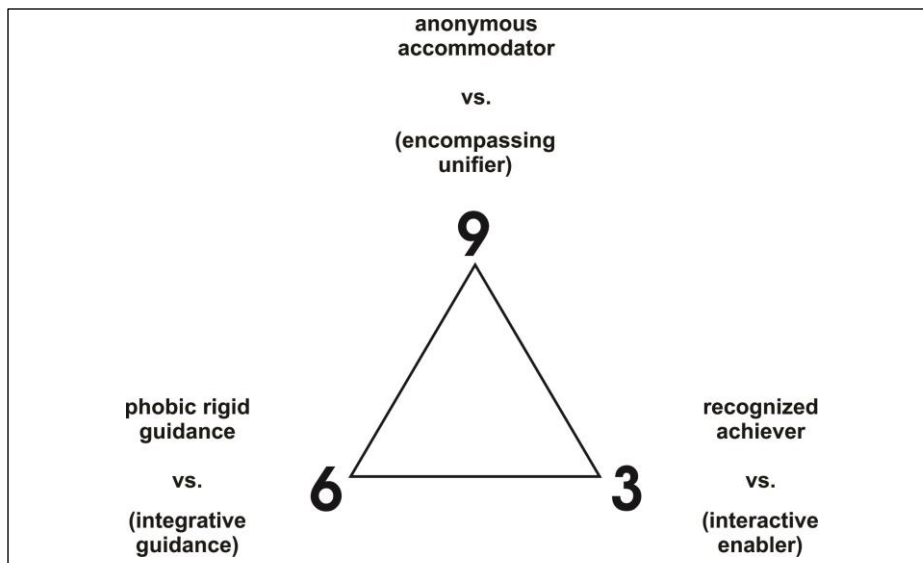 anonymous
accommodator
vs.
(encompassing
unifier)
9
phobic rigid
guidance
vs.
(integrative
guidance)
6
3
recognized
achiever
vs.
(interactive
enabler)